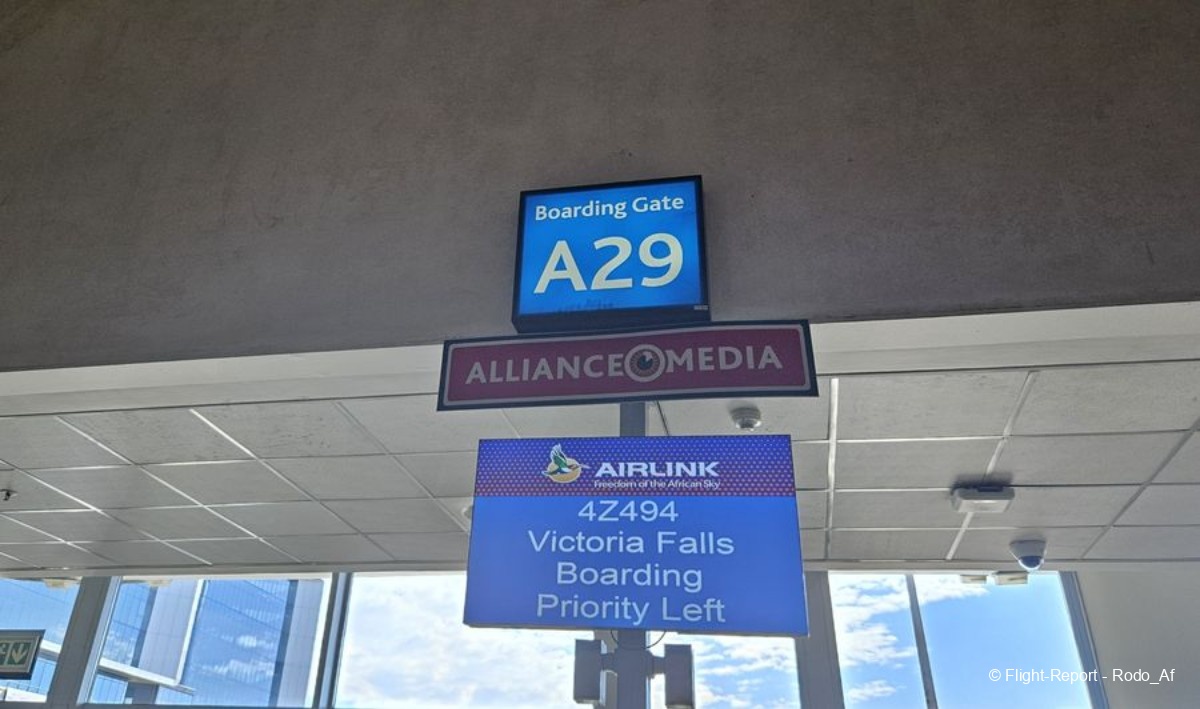 Boarding Gate
A29
ALLIANCE MEDIA
AIRLINK
Freedom of the African Sky
4Z494
Victoria Falls
Boarding
Priority Left
© Flight-Report - Rodo_Af